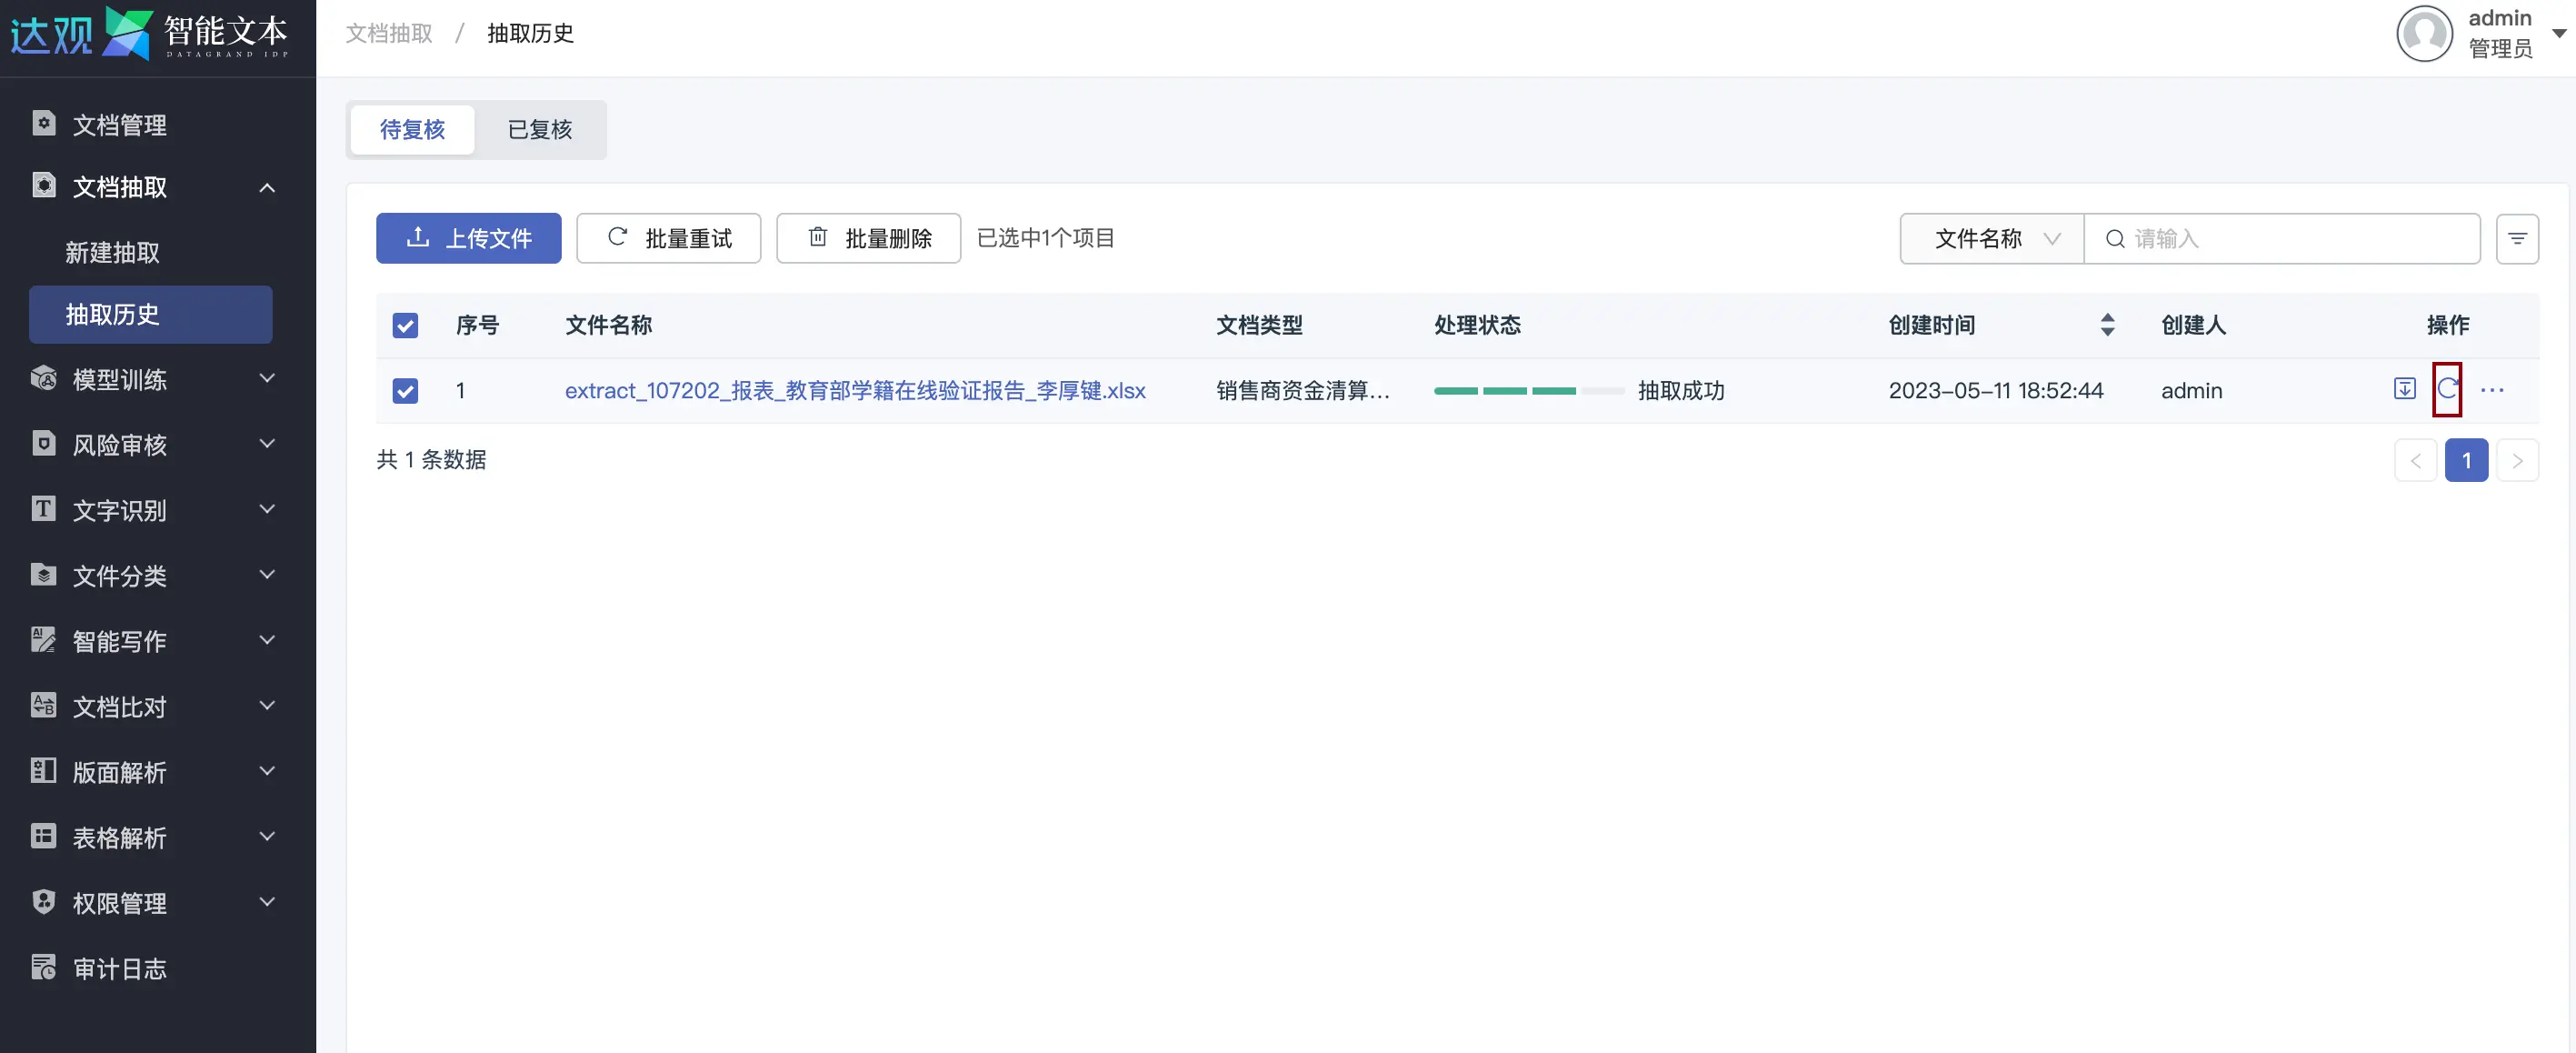 达观 智能文本
DATAGRAND IDP
文档抽取 / 抽取历史
admin
管理员
文档管理
文档抽取
新建抽取
抽取历史
模型训练
风险审核
文字识别
文件分类
智能写作
文档比对
版面解析
表格解析
权限管理
审计日志
待复核 已复核
上传文件 批量重试 批量删除 已选中1个项目 文件名称 请输入
序号 文件名称 文档类型 处理状态 创建时间 创建人 操作
1 extract_107202_报表_教育部学籍在线验证报告_李厚键.xlsx 销售商资金清算... 抽取成功 2023-05-11 18:52:44 admin ...
共 1 条数据 < 1 >